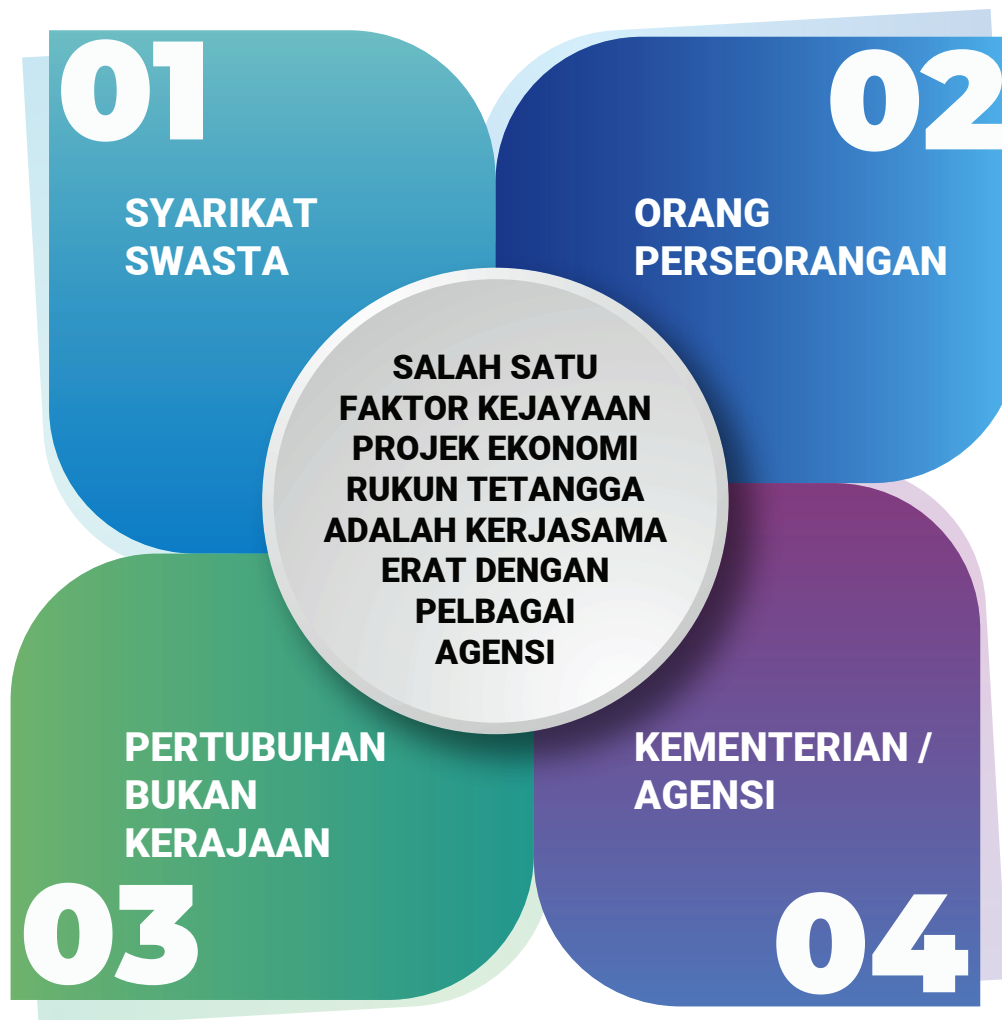 01
SYARIKAT
SWASTA
02
ORANG
PERSEORANGAN
SALAH SATU
FAKTOR KEJAYAAN
PROJEK EKONOMI
RUKUN TETANGGA
ADALAH KERJASAMA
ERAT DENGAN
PELBAGAI
AGENSI
PERTUBUHAN
BUKAN
KERAJAAN
03
KEMENTERIAN /
AGENSI
04